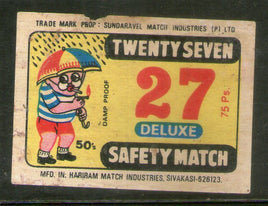 TRADE MARK PROP : SUNDARAVEL MATCH INDUSTRIES (P) LTD
TWENTY SEVEN
27
DELUXE
DAMP PROOF
75 Ps.
50's
SAFETY MATCH
MFD. IN: HARIRAM MATCH INDUSTRIES, SIVAKASI-626123.